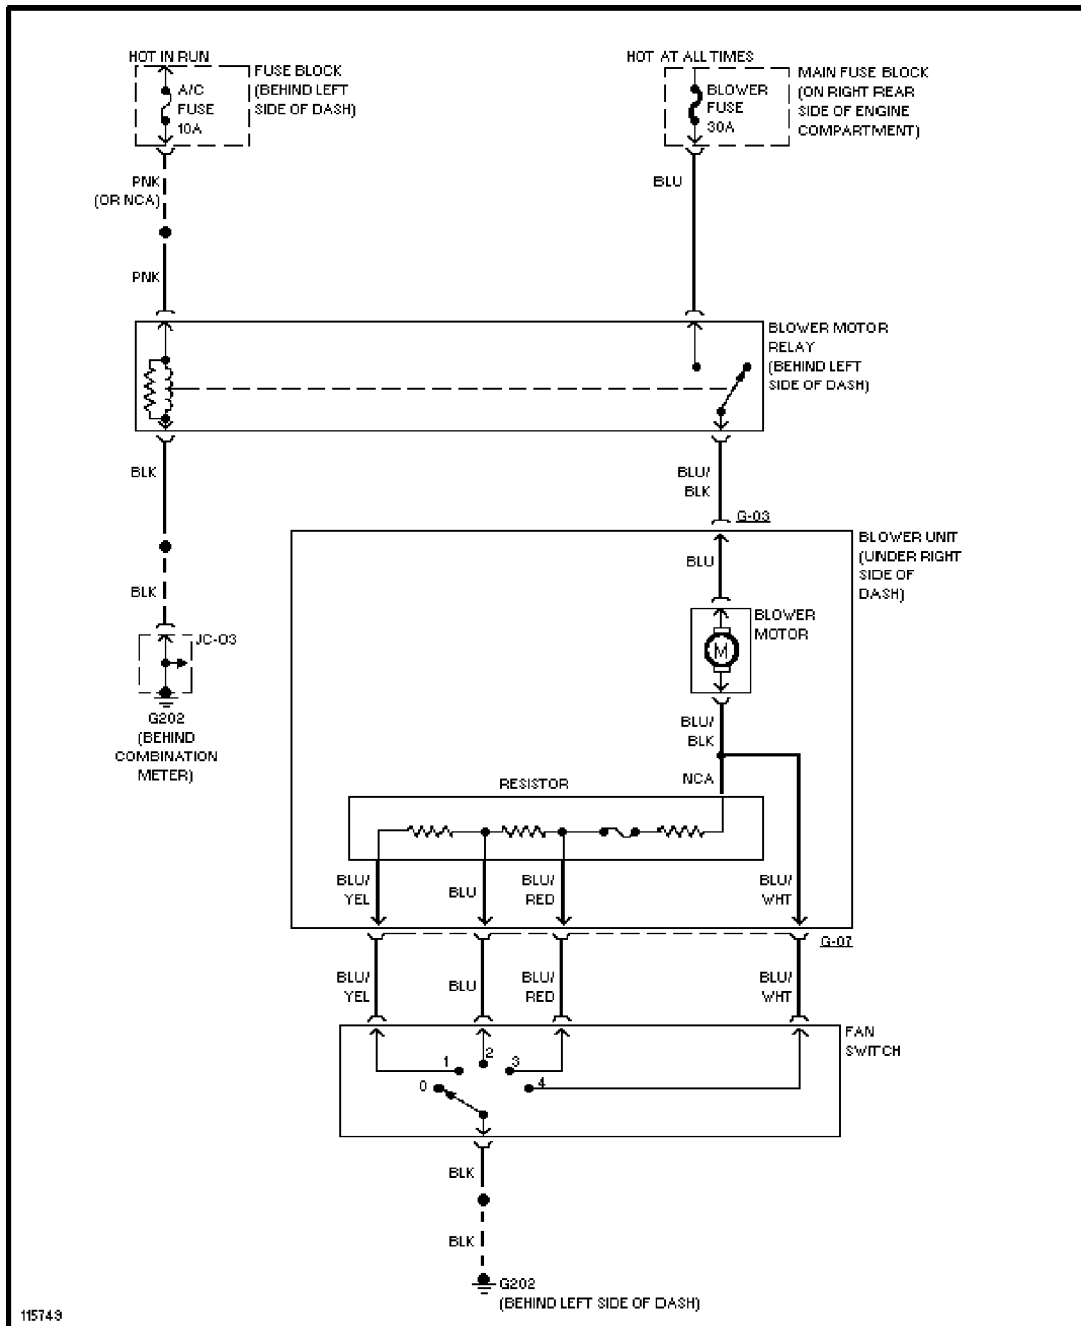 HOT IN RUN
A/C
FUSE
10A
FUSE BLOCK
(BEHIND LEFT
SIDE OF DASH)
HOT AT ALL TIMES
BLOWER
FUSE
30A
MAIN FUSE BLOCK
(ON RIGHT REAR
SIDE OF ENGINE
COMPARTMENT)
PNK
(OR NCA)
BLU
PNK
BLOWER MOTOR
RELAY
(BEHIND LEFT
SIDE OF DASH)
BLK
BLU/
BLK
G-03
BLOWER UNIT
(UNDER RIGHT
SIDE OF
DASH)
BLU
BLK
BLOWER
MOTOR
M
JC-03
G202
(BEHIND
COMBINATION
METER)
BLU/
BLK
NCA
RESISTOR
BLU/
YEL
BLU
BLU/
RED
BLU/
WHT
G-07
BLU/
YEL
BLU
BLU/
RED
BLU/
WHT
FAN
SWITCH
0
1
2
3
4
BLK
BLK
G202
(BEHIND LEFT SIDE OF DASH)
115749